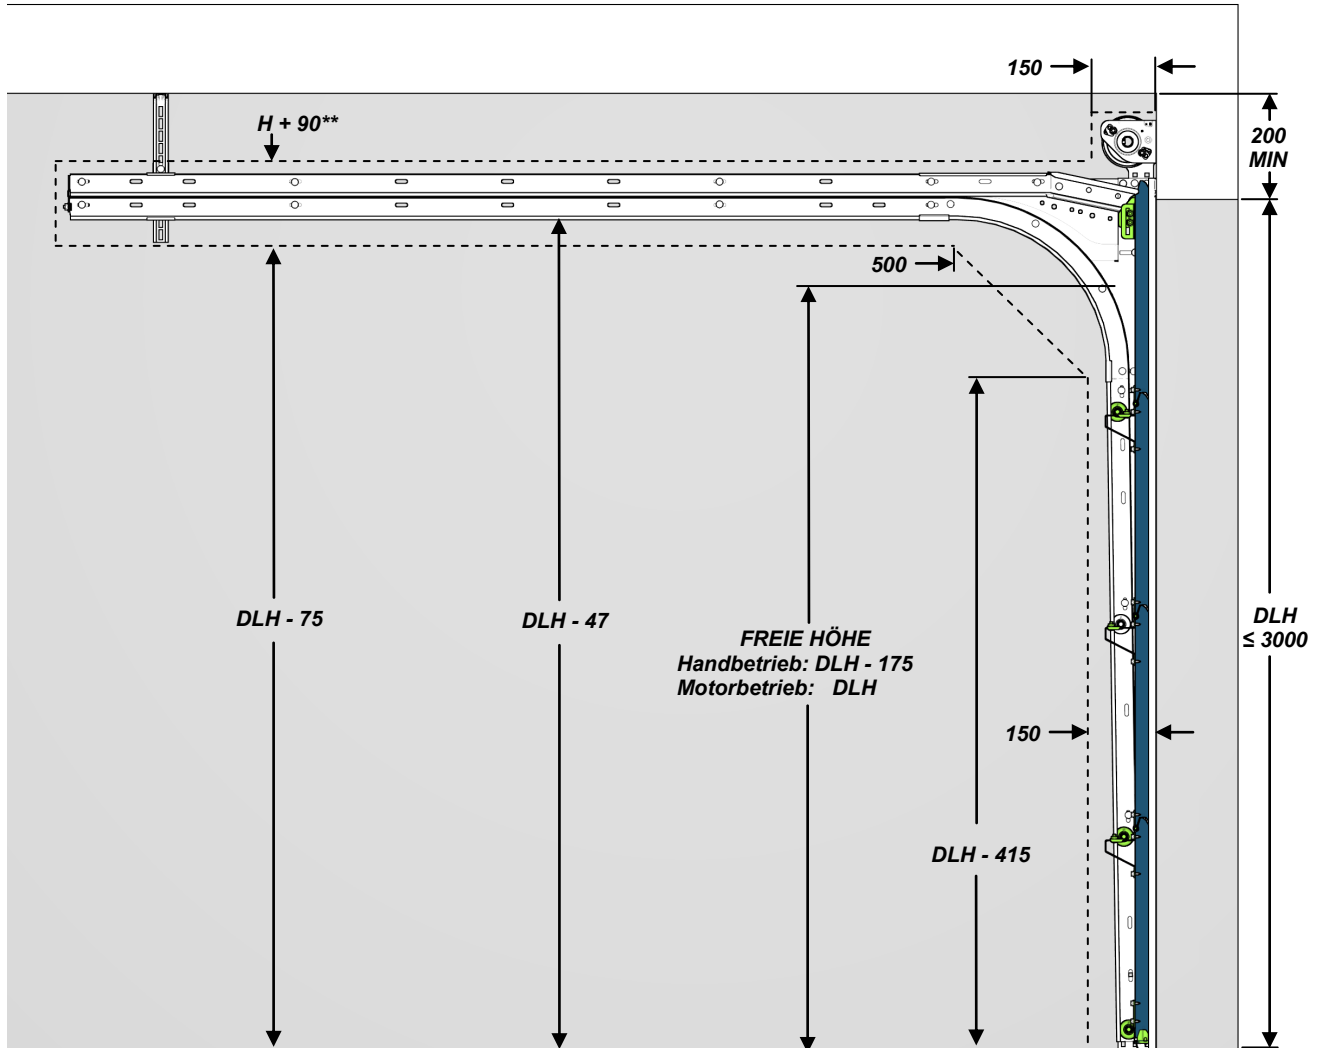 150
H + 90**
200
MIN
500
DLH - 75
DLH - 47
FREIE HÖHE
Handbetrieb: DLH - 175
Motorbetrieb: DLH
DLH
≤ 3000
150
DLH - 415